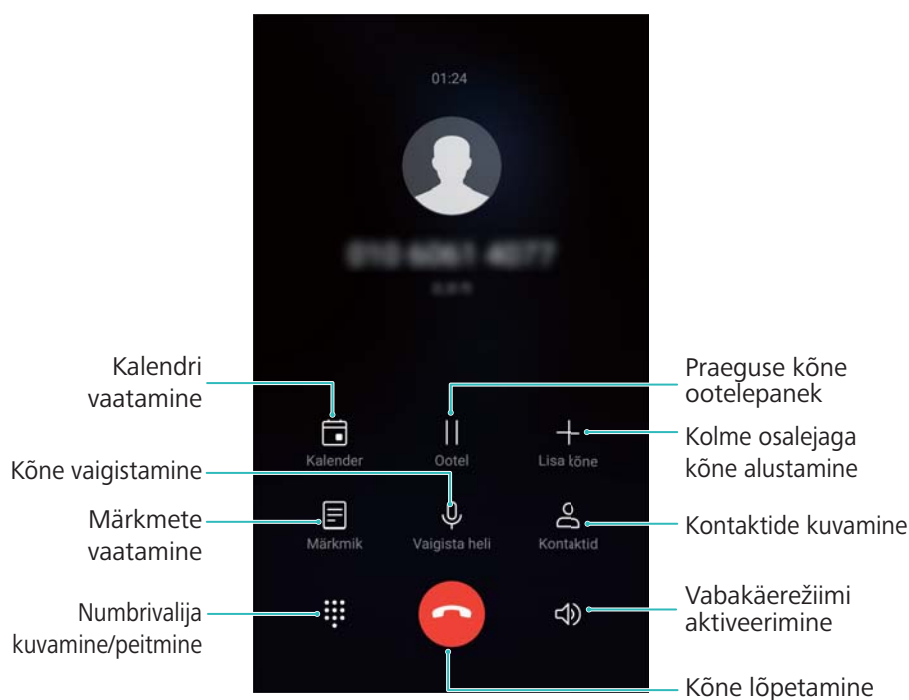 01:24
Kalendri
vaatamine
Praeguse kõne
ootelepanek
Kolme osalejaga
kõne alustamine
Kalender
Ootel
Lisa kõne
Kõne vaigistamine
Märkmete
vaatamine
Kontaktide kuvamine
Märkmik
Vaigista heli
Kontaktid
Numbrivalija
kuvamine/peitmine
Vabakäerežiimi
aktiveerimine
Kõne lõpetamine